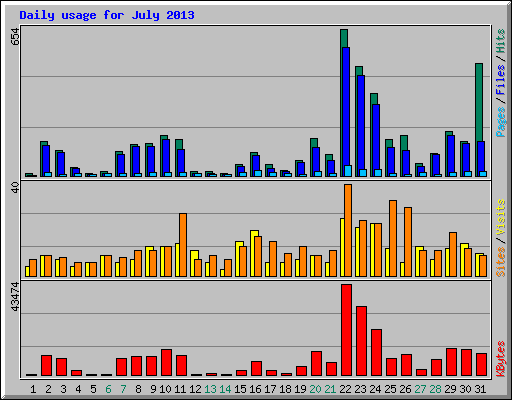 Daily usage for July 2013
654
40
43474
Pages / Files / Hits
Sites / Visits
KBytes
1 2 3 4 5 6 7 8 9 10 11 12 13 14 15 16 17 18 19 20 21 22 23 24 25 26 27 28 29 30 31